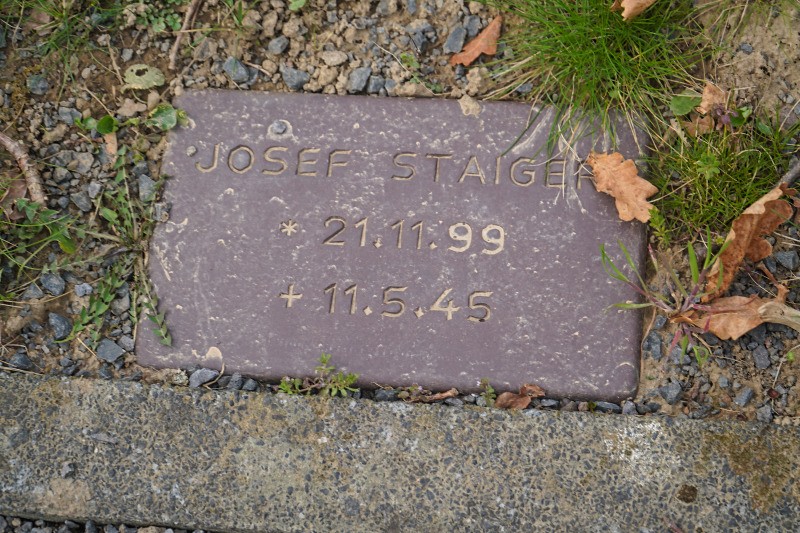 JOSEF STAIGER
* 21.11.99
+ 11.5.45